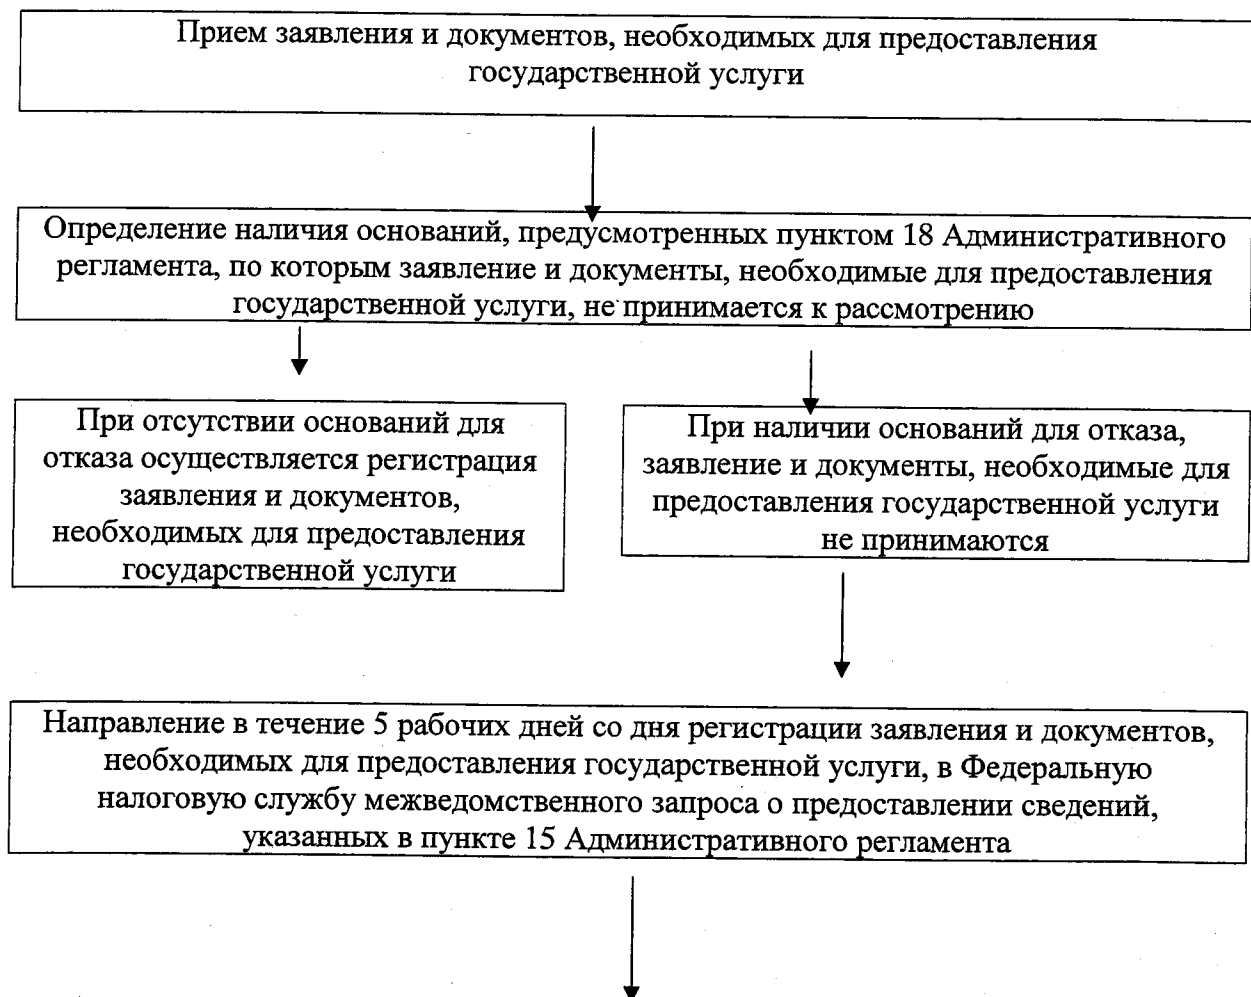 Прием заявления и документов, необходимых для предоставления
государственной услуги
Определение наличия оснований, предусмотренных пунктом 18 Административного
регламента, по которым заявление и документы, необходимые для предоставления
государственной услуги, не принимается к рассмотрению
При отсутствии оснований для
отказа осуществляется регистрация
заявления и документов,
необходимых для предоставления
государственной услуги
При наличии оснований для отказа,
заявление и документы, необходимые для
предоставления государственной услуги
не принимаются
Направление в течение 5 рабочих дней со дня регистрации заявления и документов,
необходимых для предоставления государственной услуги, в Федеральную
налоговую службу межведомственного запроса о предоставлении сведений,
указанных в пункте 15 Административного регламента